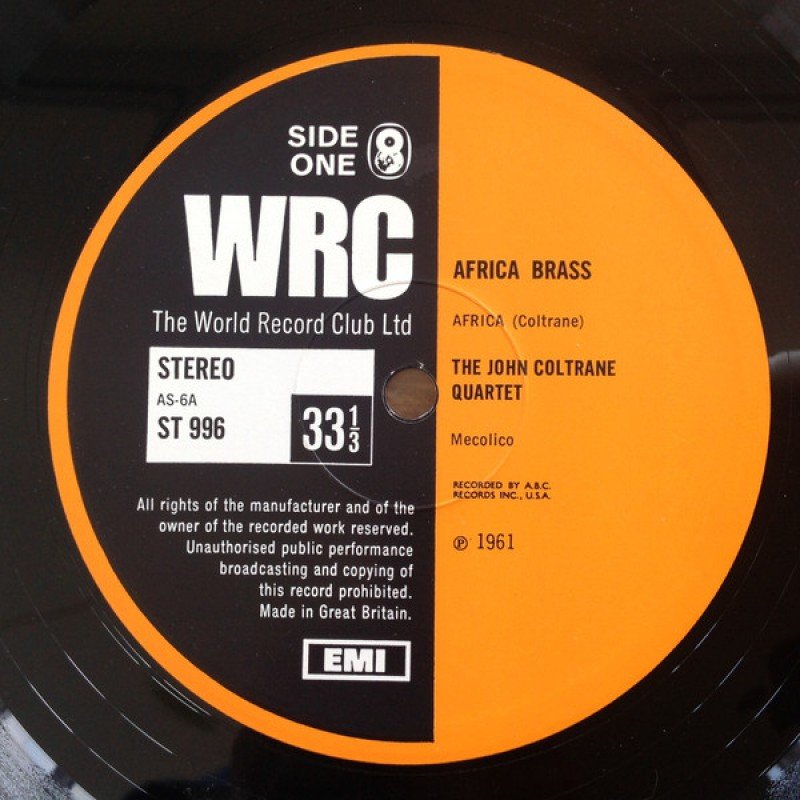 SIDE
ONE
WRC
The World Record Club Ltd
STEREO
AS-6A
ST 996
33 1/3
All rights of the manufacturer and of the
owner of the recorded work reserved.
Unauthorised public performance
broadcasting and copying of
this record prohibited.
Made in Great Britain.
EMI
AFRICA BRASS
AFRICA (Coltrane)
THE JOHN COLTRANE
QUARTET
Mecolico
RECORDED BY A.B.C.
RECORDS INC., U.S.A.
℗ 1961